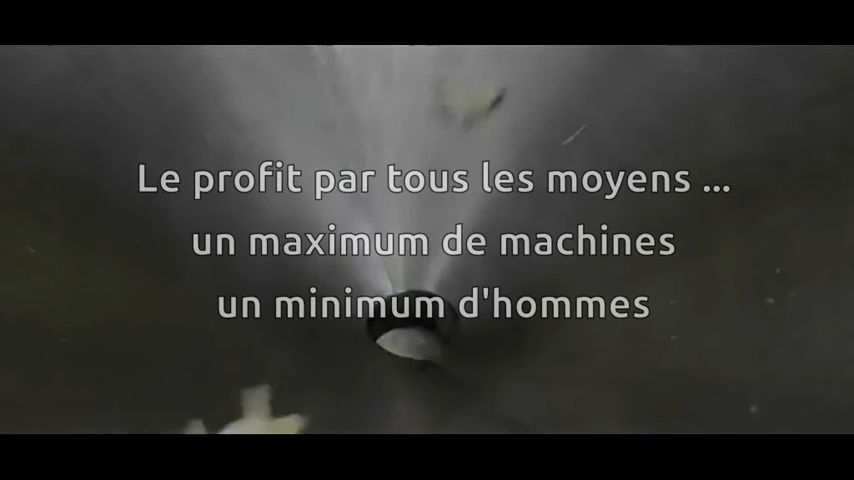 Le profit par tous les moyens ...
un maximum de machines
un minimum d'hommes